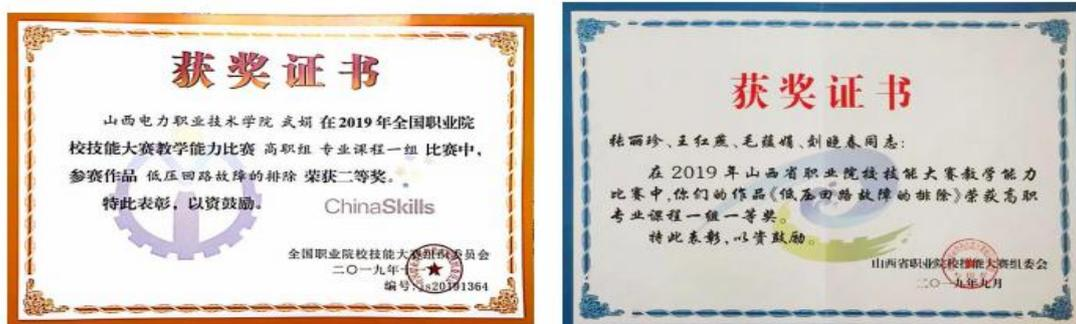 获奖证书
山西电力职业技术学院 武娟 在2019年全国职业院
校技能大赛教学能力比赛 高职组 专业课程一组 比赛中，
参赛作品 低压回路故障的排除 荣获二等奖。
特此表彰，以资鼓励。
ChinaSkills
全国职业院校技能大赛组织委员会
二〇一九年十
编号:js20191364
获奖证书
张丽珍、王红燕、毛蕴娟、刘晓春同志:
在2019年山西省职业院校技能大赛教学能力
比赛中,你们的作品《低压回路故障的排除》荣获高职
专业课程一组一等奖。
特此表彰,以资鼓励。
山西省职业院校技能大赛组委会
二〇一九年九月